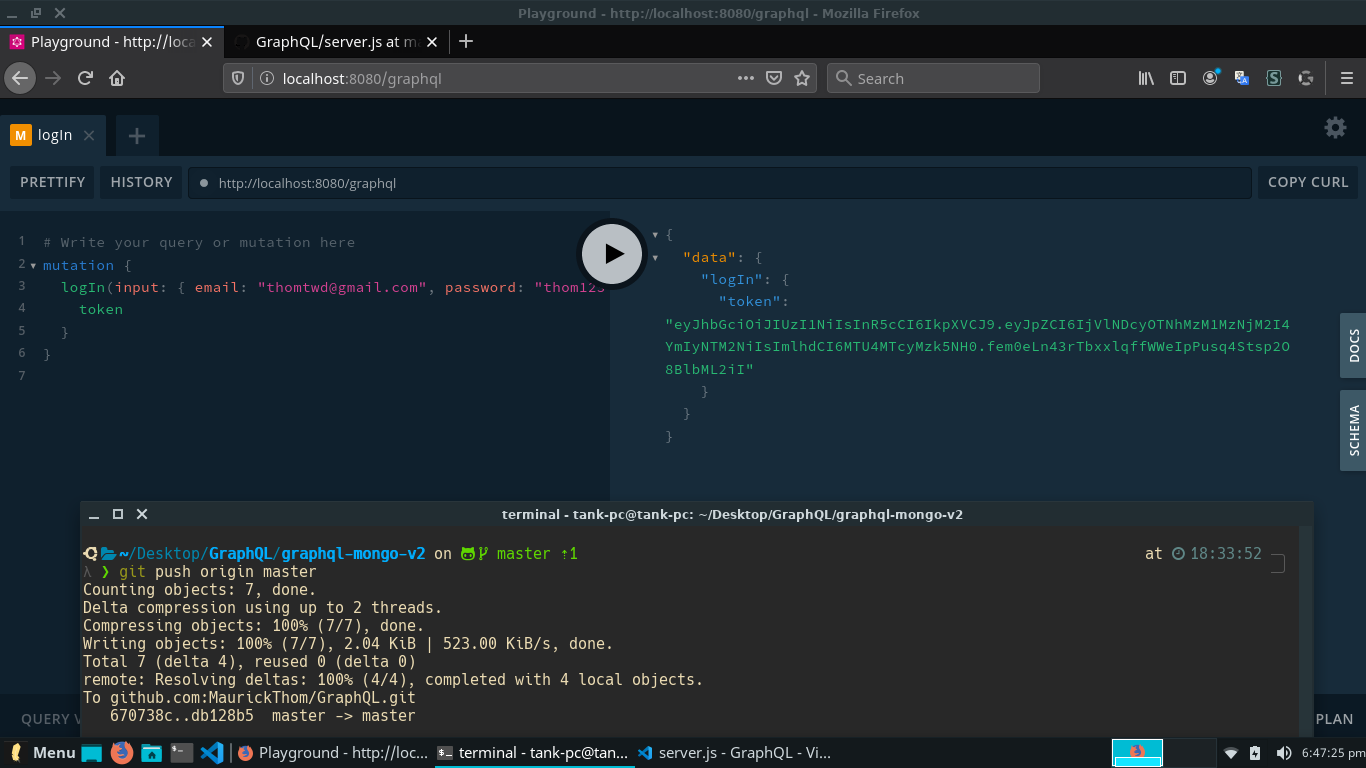 Playground - http://localhost:8080/graphql - Mozilla Firefox
Playground - http://loca
GraphQL/server.js at m
localhost:8080/graphql
Search
M logIn
PRETTIFY
HISTORY
http://localhost:8080/graphql
COPY CURL
1 # Write your query or mutation here
2 mutation {
3 logIn(input: { email: "thomtwd@gmail.com", password: "thom123
4 token
5 }
6 }
7
{
"data": {
"logIn": {
"token":
"eyJhbGciOiJIUzI1NiIsInR5cCI6IkpXVCJ9.eyJpZCI6IjVlNDcyOTNhMzM1MzNjM2I4
YmIyNTM2NiIsImlhdCI6MTU4MTcyMzk5NH0.fem0eLn43rTbxxlqffWWeIpPusq4Stsp2O
8BlbML2iI"
}
}
}
DOCS
SCHEMA
terminal - tank-pc@tank-pc: ~/Desktop/GraphQL/graphql-mongo-v2
~/Desktop/GraphQL/graphql-mongo-v2 on master ⇡1
at 18:33:52
λ ❯ git push origin master
Counting objects: 7, done.
Delta compression using up to 2 threads.
Compressing objects: 100% (7/7), done.
Writing objects: 100% (7/7), 2.04 KiB | 523.00 KiB/s, done.
Total 7 (delta 4), reused 0 (delta 0)
remote: Resolving deltas: 100% (4/4), completed with 4 local objects.
To github.com:MaurickThom/GraphQL.git
670738c..db128b5 master -> master
QUERY V
PLAN
Menu
Playground - http://loc...
terminal - tank-pc@tan...
server.js - GraphQL - Vi...
6:47:25 pm